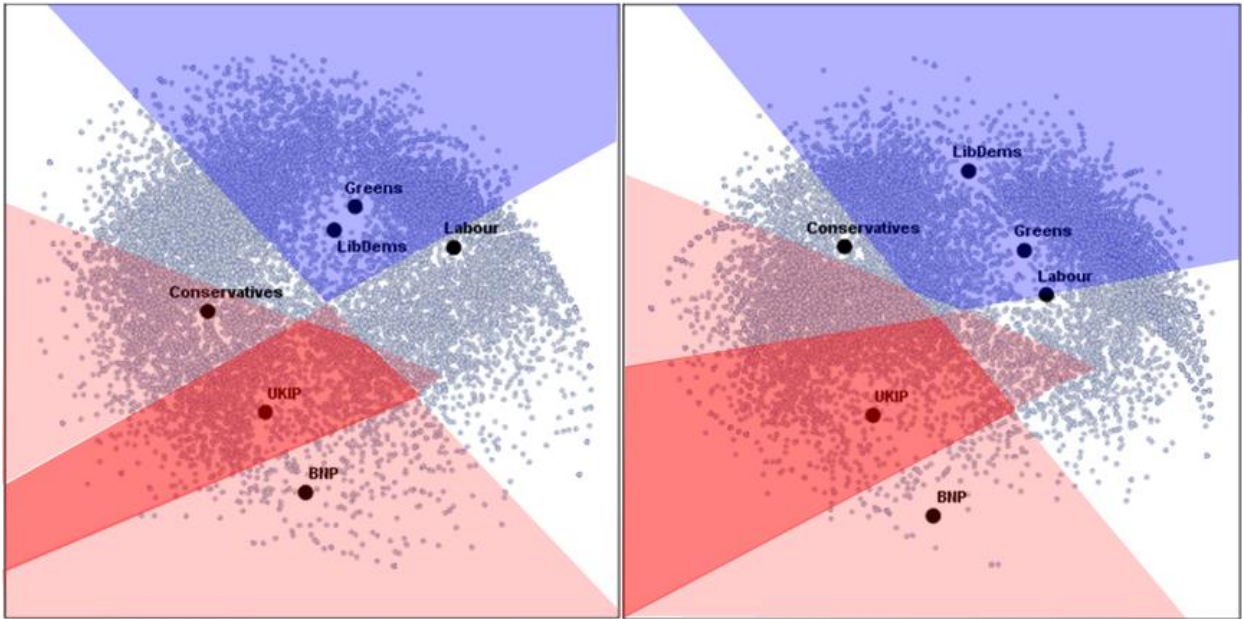 Greens
LibDems
Labour
Conservatives
UKIP
BNP
LibDems
Conservatives
Greens
Labour
UKIP
BNP